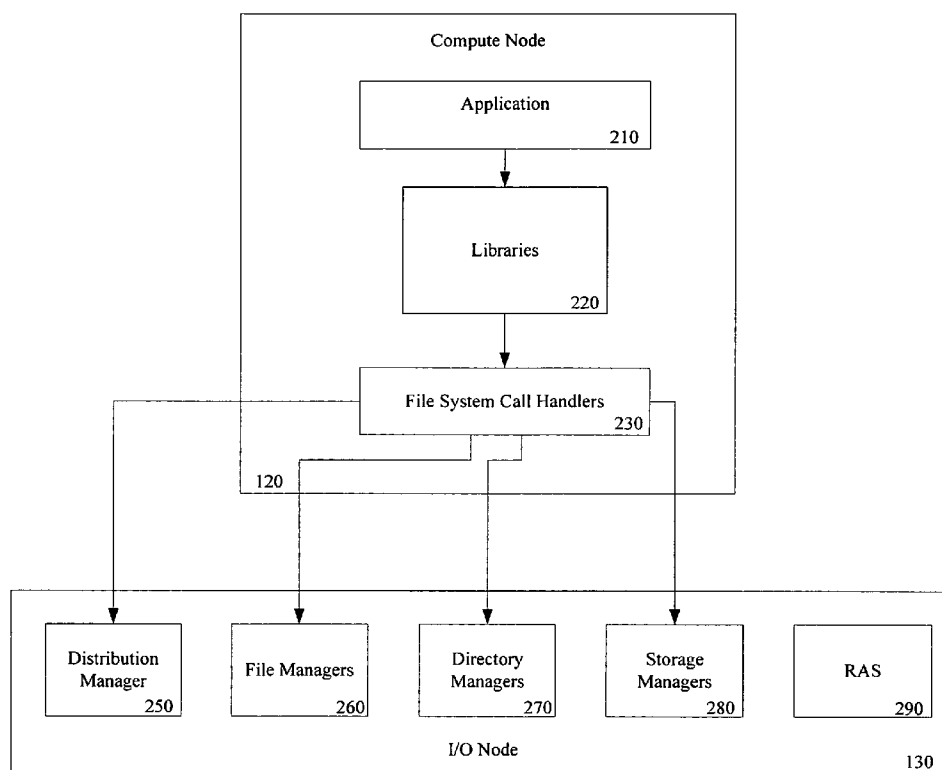 Compute Node
Application
210
Libraries
220
File System Call Handlers
230
120
Distribution
Manager
250
File Managers
260
Directory
Managers
270
Storage
Managers
280
RAS
290
I/O Node
130